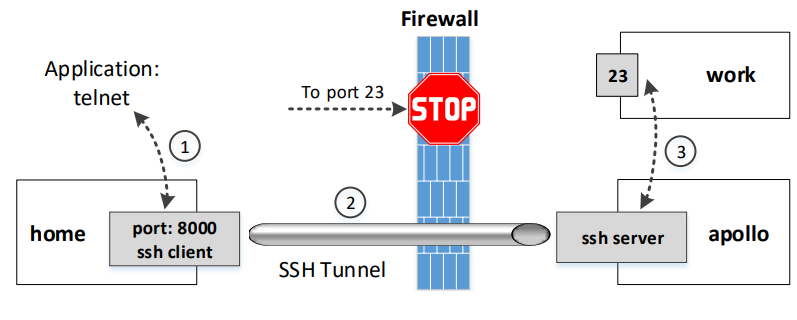 Firewall
Application:
telnet
To port 23
STOP
23
work
1
3
2
home
port: 8000
ssh client
ssh server
apollo
SSH Tunnel